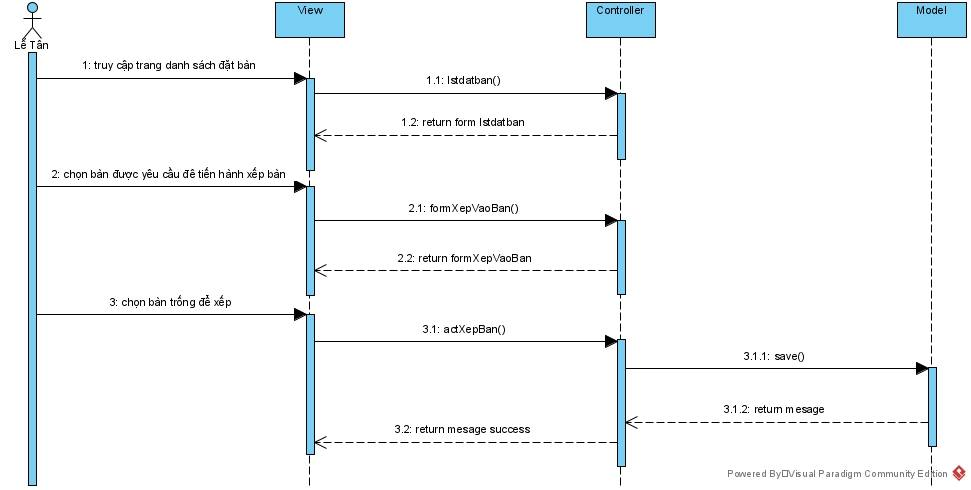 View
Controller
Model
Lễ Tân
1: truy cập trang danh sách đặt bàn
1.1: lstdatban()
1.2: return form lstdatban
2: chọn bàn được yêu cầu để tiến hành xếp bàn
2.1: formXepVaoBan()
2.2: return formXepVaoBan
3: chọn bàn trống để xếp
3.1: actXepBan()
3.1.1: save()
3.1.2: return mesage
3.2: return mesage success
Powered By Visual Paradigm Community Edition